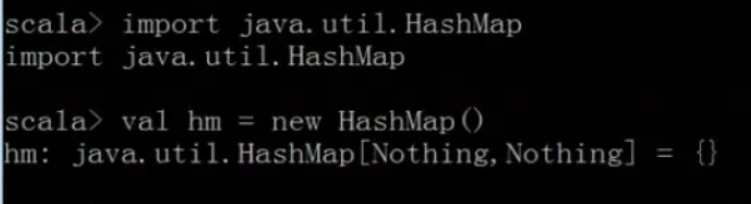 scala> import java.util.HashMap
import java.util.HashMap
scala> val hm = new HashMap()
hm: java.util.HashMap[Nothing,Nothing] = {}